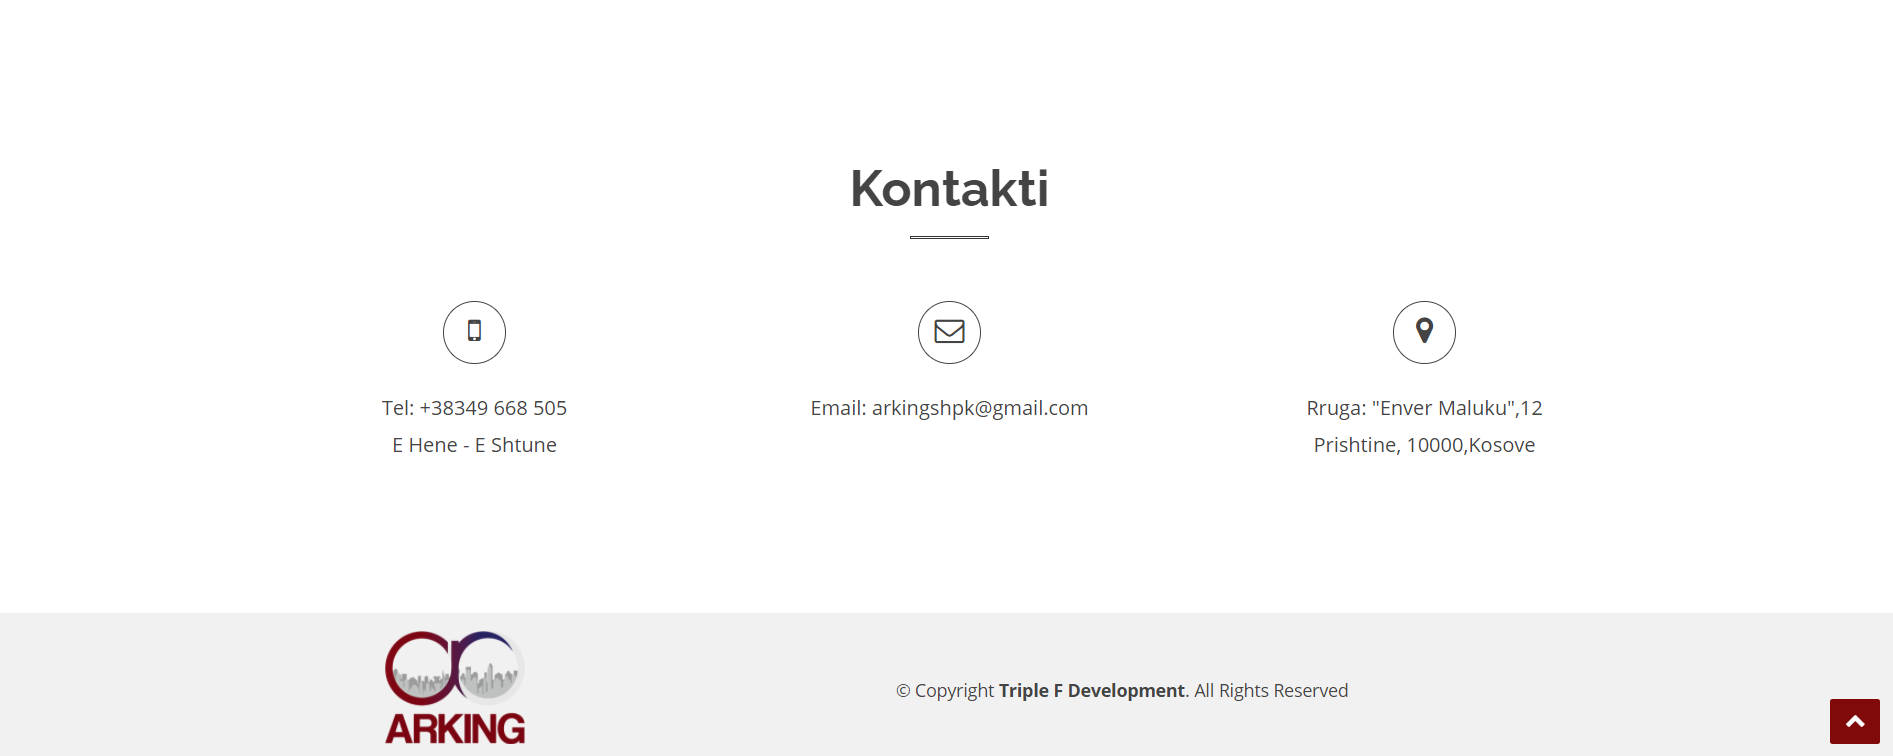 Kontakti
Tel: +38349 668 505
E Hene - E Shtune
Email: arkingshpk@gmail.com
Rruga: "Enver Maluku",12
Prishtine, 10000,Kosove
ARKING
© Copyright Triple F Development. All Rights Reserved